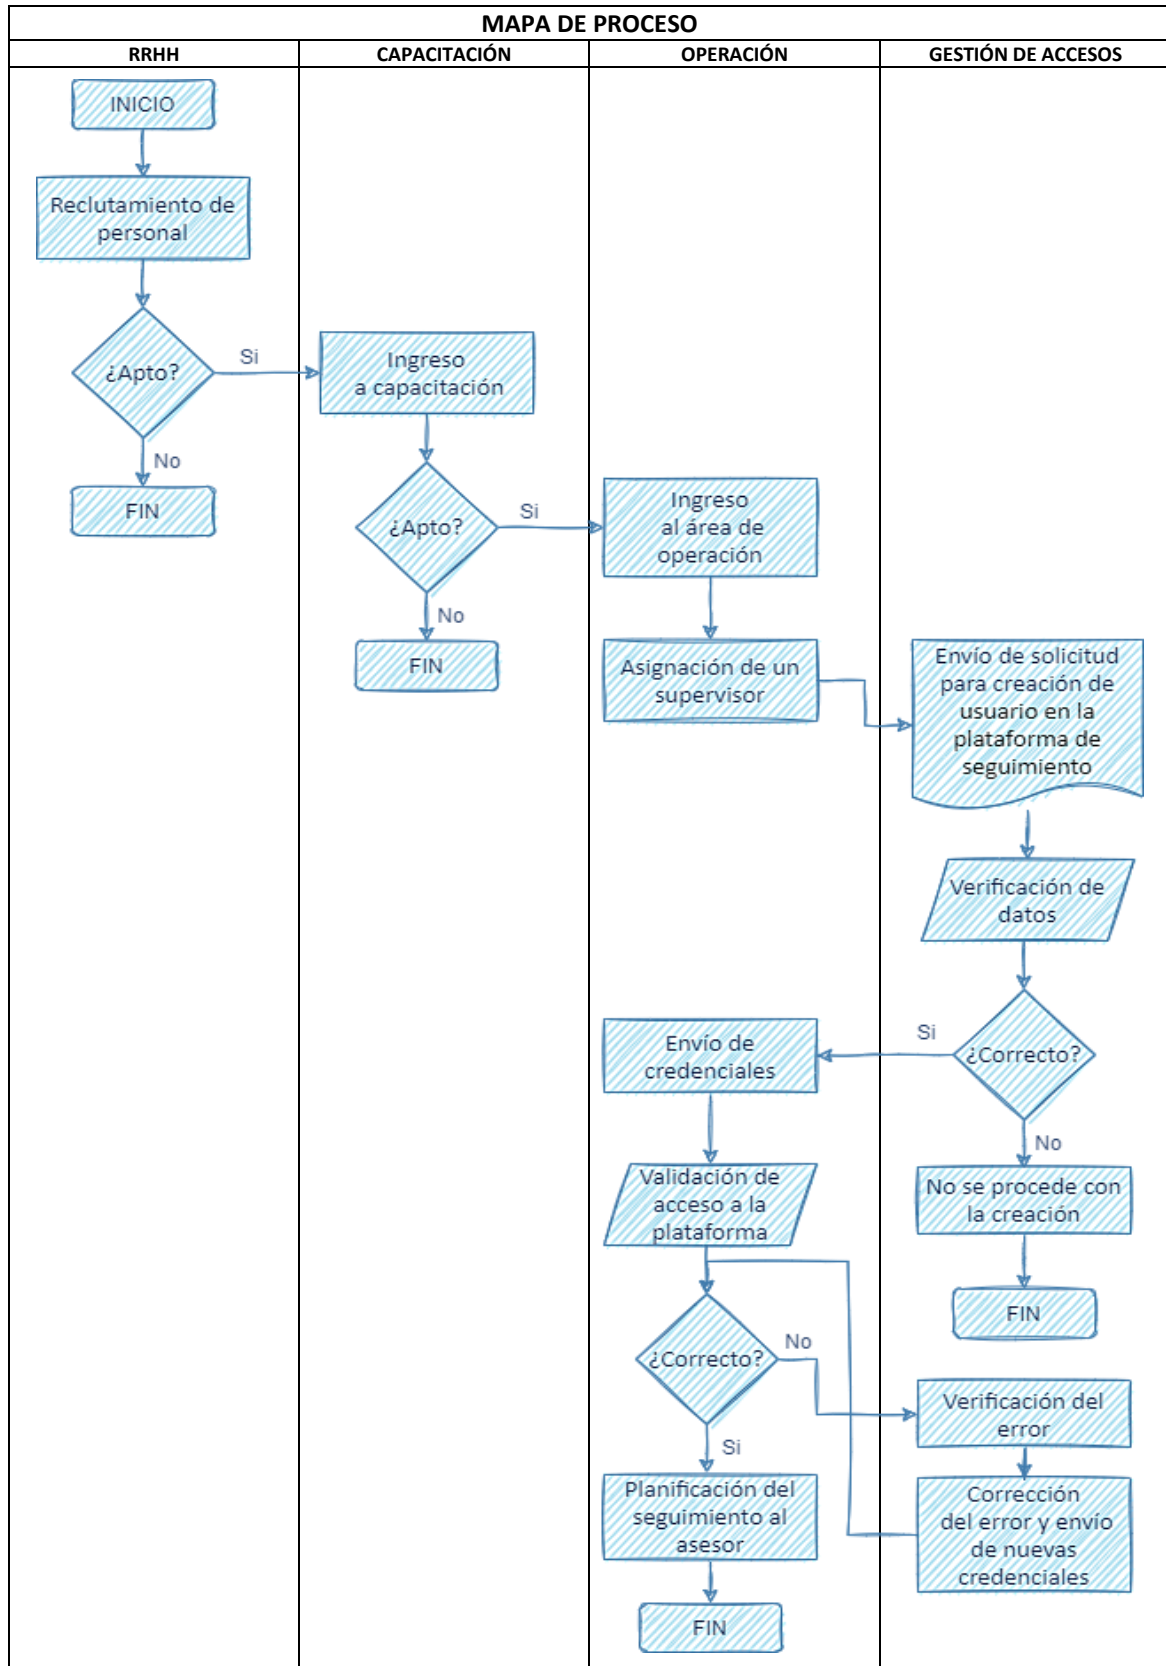 MAPA DE PROCESO
RRHH
CAPACITACIÓN
OPERACIÓN
GESTIÓN DE ACCESOS
INICIO
Reclutamiento de
personal
¿Apto?
Si
No
FIN
Ingreso
a capacitación
¿Apto?
Si
No
FIN
Ingreso
al área de
operación
Asignación de un
supervisor
Envío de solicitud
para creación de
usuario en la
plataforma de
seguimiento
Verificación de
datos
¿Correcto?
Si
No
No se procede con
la creación
FIN
Envío de
credenciales
Validación de
acceso a la
plataforma
¿Correcto?
No
Si
Verificación del
error
Corrección
del error y envío
de nuevas
credenciales
Planificación del
seguimiento al
asesor
FIN